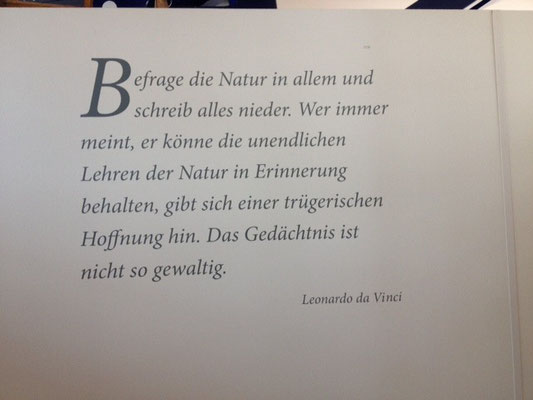 Befrage die Natur in allem und
schreib alles nieder. Wer immer
meint, er könne die unendlichen
Lehren der Natur in Erinnerung
behalten, gibt sich einer trügerischen
Hoffnung hin. Das Gedächtnis ist
nicht so gewaltig.
Leonardo da Vinci